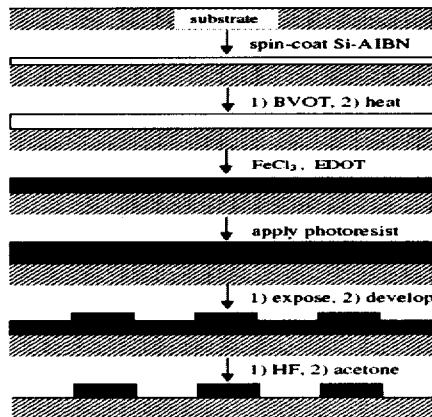 substrate
spin-coat Si-AIBN
1) BVOT, 2) heat
FeCl₃, EDOT
apply photoresist
1) expose, 2) develop
1) HF, 2) acetone